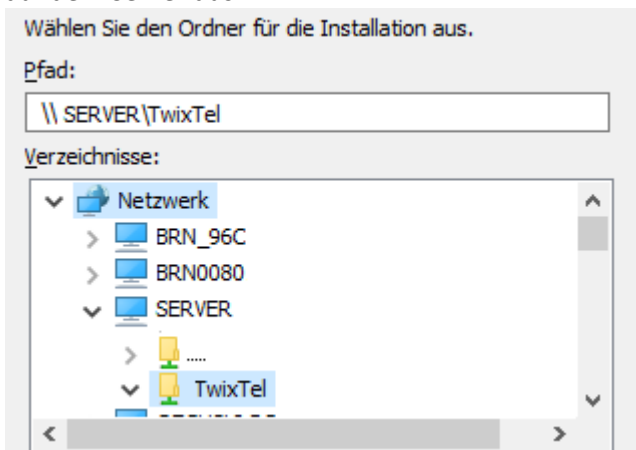 Wählen Sie den Ordner für die Installation aus.
Pfad:
\\ SERVER\TwixTel
Verzeichnisse:
Netzwerk
BRN_96C
BRN0080
SERVER
.....
TwixTel